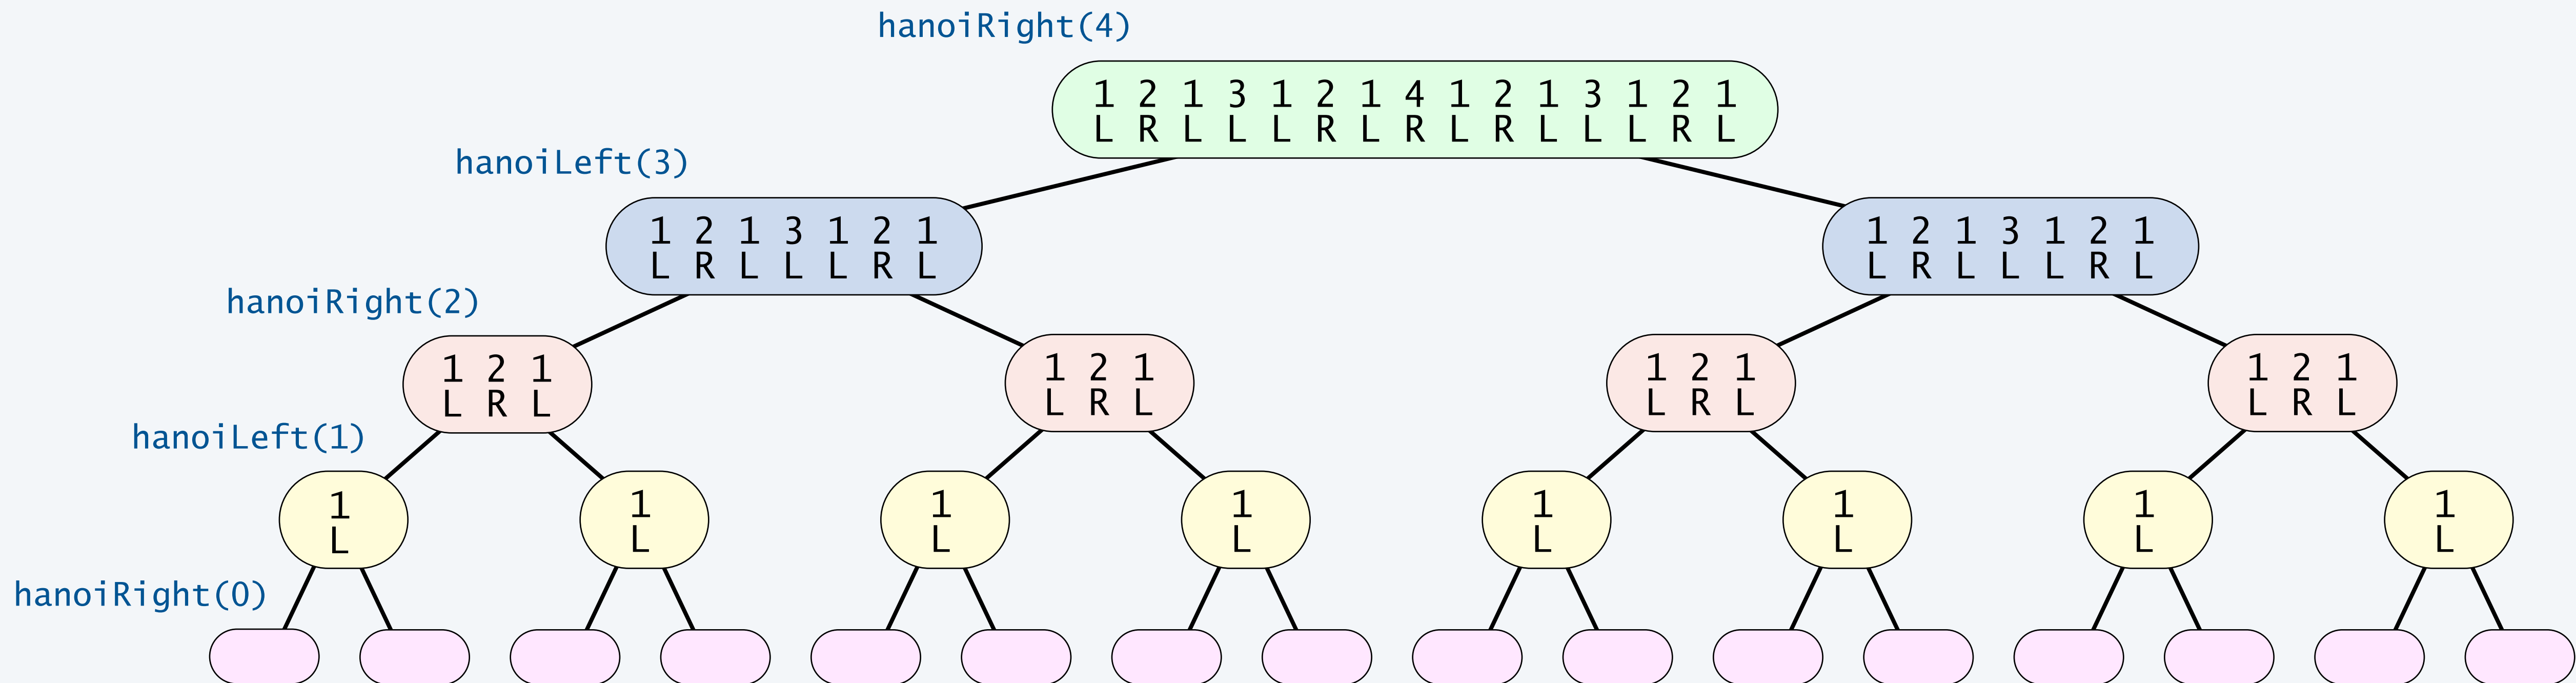 hanoiRight(4)
1 2 1 3 1 2 1 4 1 2 1 3 1 2 1
L R L L L R L R L R L L L R L
hanoiLeft(3)
1 2 1 3 1 2 1
L R L L L R L
1 2 1 3 1 2 1
L R L L L R L
hanoiRight(2)
1 2 1
L R L
1 2 1
L R L
1 2 1
L R L
1 2 1
L R L
hanoiLeft(1)
1
L
1
L
1
L
1
L
1
L
1
L
1
L
1
L
hanoiRight(0)